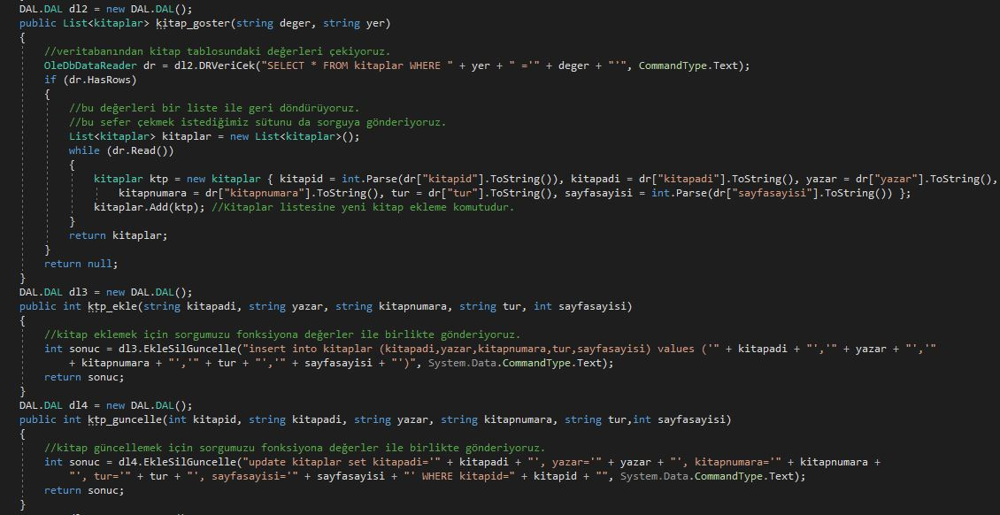 DAL.DAL dl2 = new DAL.DAL();
public List<kitaplar> kitap_goster(string deger, string yer)
{
//veritabanından kitap tablosundaki değerleri çekiyoruz.
OleDbDataReader dr = dl2.DRVeriCek("SELECT * FROM kitaplar WHERE " + yer + " ='" + deger + "'", CommandType.Text);
if (dr.HasRows)
{
//bu değerleri bir liste ile geri döndürüyoruz.
//bu sefer çekmek istediğimiz sütunu da sorguya gönderiyoruz.
List<kitaplar> kitaplar = new List<kitaplar>();
while (dr.Read())
{
kitaplar ktp = new kitaplar { kitapid = int.Parse(dr["kitapid"].ToString()), kitapadi = dr["kitapadi"].ToString(), yazar = dr["yazar"].ToString(),
kitapnumara = dr["kitapnumara"].ToString(), tur = dr["tur"].ToString(), sayfasayisi = int.Parse(dr["sayfasayisi"].ToString()) };
kitaplar.Add(ktp); //Kitaplar listesine yeni kitap ekleme komutudur.
}
return kitaplar;
}
return null;
}
DAL.DAL dl3 = new DAL.DAL();
public int ktp_ekle(string kitapadi, string yazar, string kitapnumara, string tur, int sayfasayisi)
{
//kitap eklemek için sorgumuzu fonksiyona değerler ile birlikte gönderiyoruz.
int sonuc = dl3.EkleSilGuncelle("insert into kitaplar (kitapadi,yazar,kitapnumara,tur,sayfasayisi) values ('" + kitapadi + "','" + yazar + "','"
+ kitapnumara + "','" + tur + "','" + sayfasayisi + "')", System.Data.CommandType.Text);
return sonuc;
}
DAL.DAL dl4 = new DAL.DAL();
public int ktp_guncelle(int kitapid, string kitapadi, string yazar, string kitapnumara, string tur,int sayfasayisi)
{
//kitap güncellemek için sorgumuzu fonksiyona değerler ile birlikte gönderiyoruz.
int sonuc = dl4.EkleSilGuncelle("update kitaplar set kitapadi='" + kitapadi + "', yazar='" + yazar + "', kitapnumara='" + kitapnumara +
"', tur='" + tur + "', sayfasayisi='" + sayfasayisi + "' WHERE kitapid=" + kitapid + "", System.Data.CommandType.Text);
return sonuc;
}